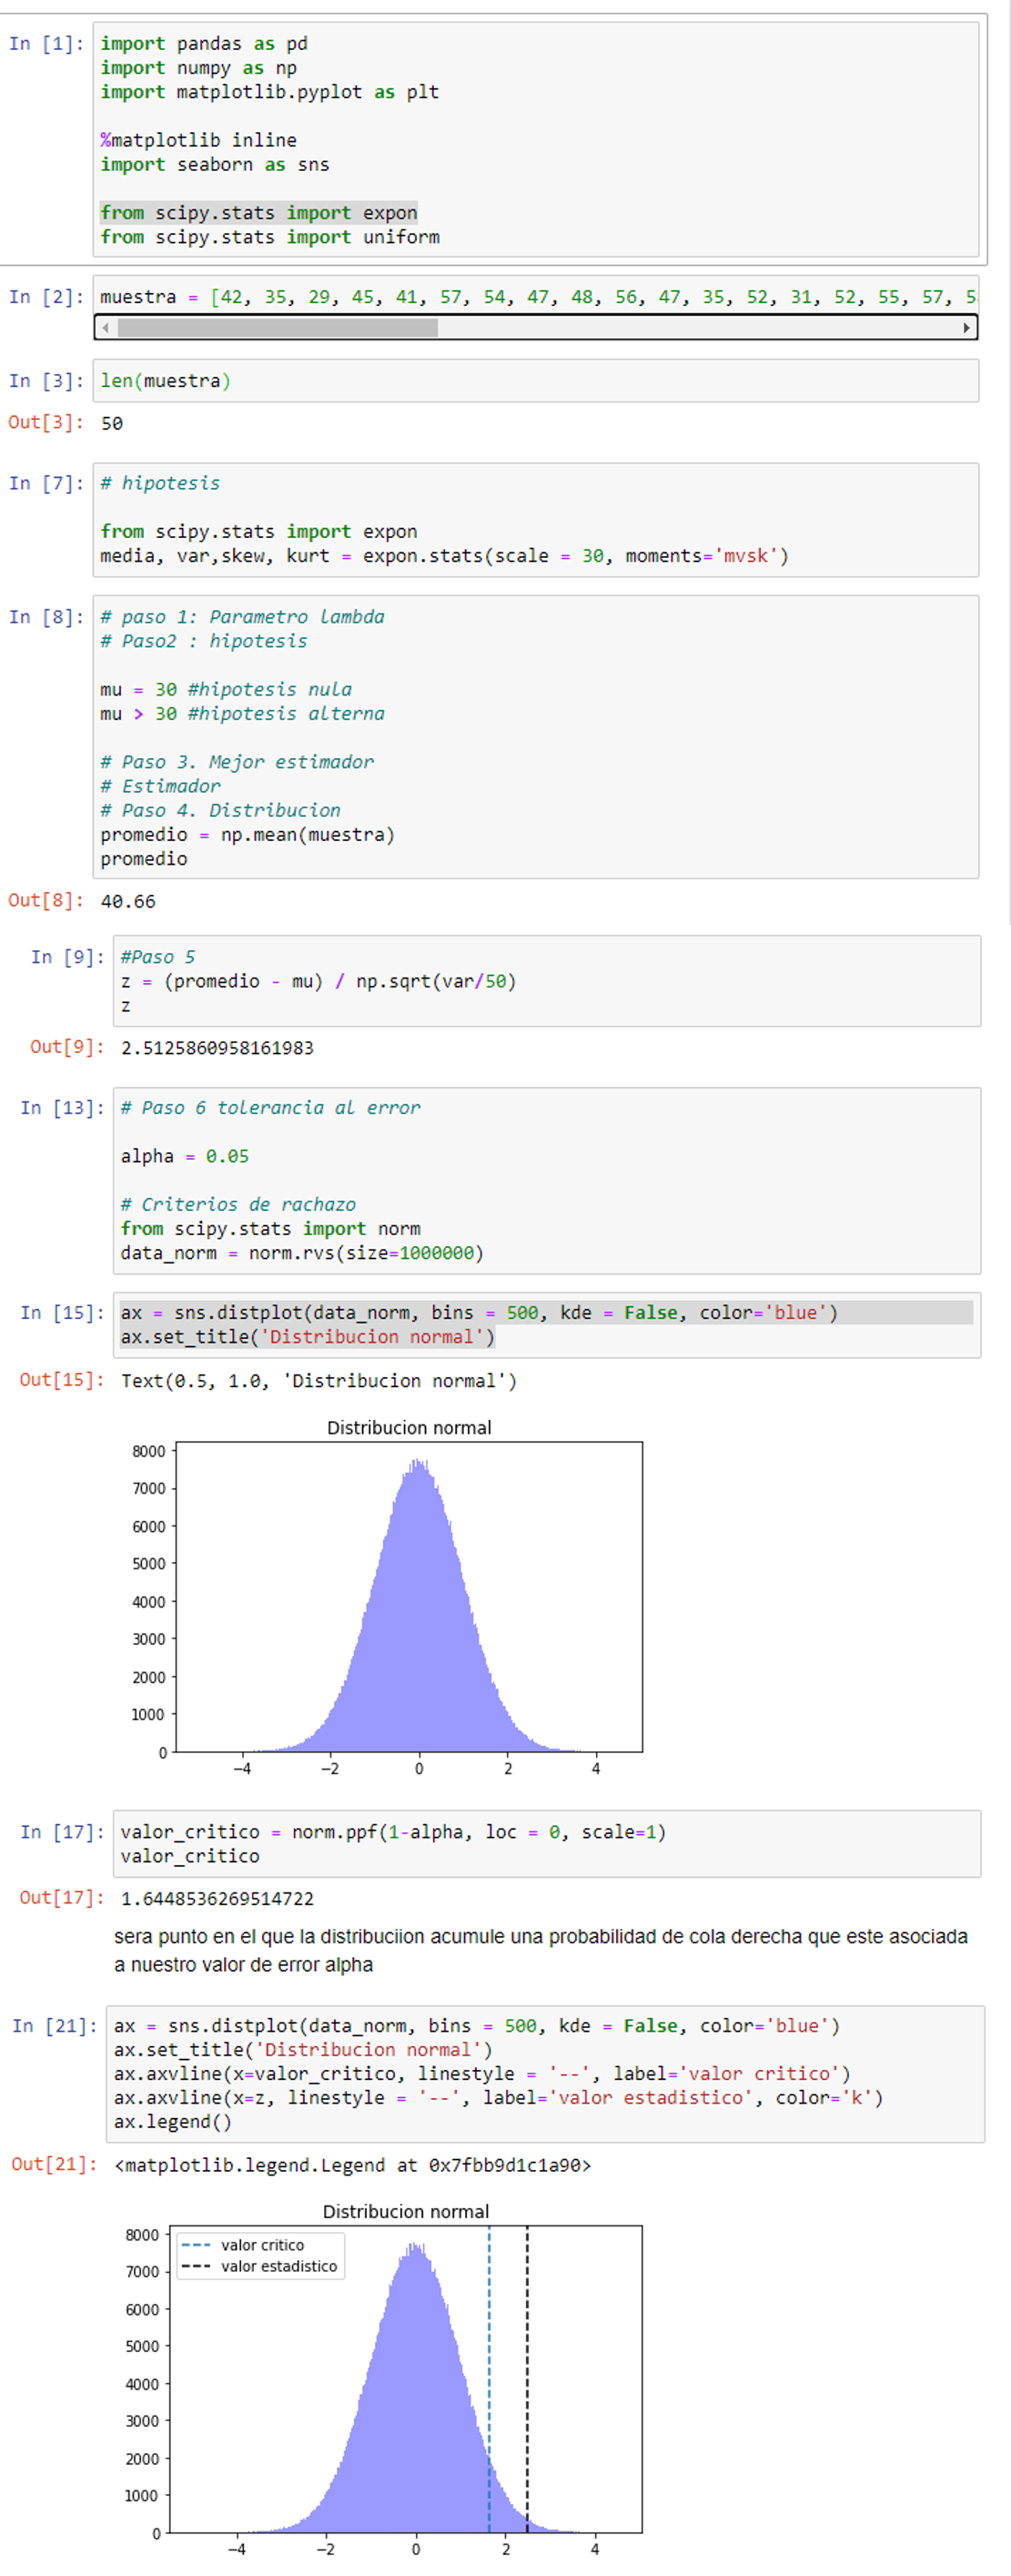 In [1]:
import pandas as pd
import numpy as np
import matplotlib.pyplot as plt
%matplotlib inline
import seaborn as sns
from scipy.stats import expon
from scipy.stats import uniform
In [2]:
muestra = [42, 35, 29, 45, 41, 57, 54, 47, 48, 56, 47, 35, 52, 31, 52, 55, 57, 5
In [3]:
len(muestra)
Out[3]:
50
In [7]:
# hipotesis
from scipy.stats import expon
media, var,skew, kurt = expon.stats(scale = 30, moments='mvsk')
In [8]:
# paso 1: Parametro lambda
# Paso2 : hipotesis
mu = 30 #hipotesis nula
mu > 30 #hipotesis alterna
# Paso 3. Mejor estimador
# Estimador
# Paso 4. Distribucion
promedio = np.mean(muestra)
promedio
Out[8]:
40.66
In [9]:
#Paso 5
z = (promedio - mu) / np.sqrt(var/50)
z
Out[9]:
2.5125860958161983
In [13]:
# Paso 6 tolerancia al error
alpha = 0.05
# Criterios de rachazo
from scipy.stats import norm
data_norm = norm.rvs(size=1000000)
In [15]:
ax = sns.distplot(data_norm, bins = 500, kde = False, color='blue')
ax.set_title('Distribucion normal')
Out[15]:
Text(0.5, 1.0, 'Distribucion normal')
Distribucion normal
8000
7000
6000
5000
4000
3000
2000
1000
0
−4 −2 0 2 4
In [17]:
valor_critico = norm.ppf(1-alpha, loc = 0, scale=1)
valor_critico
Out[17]:
1.6448536269514722
sera punto en el que la distribuciion acumule una probabilidad de cola derecha que este asociada
a nuestro valor de error alpha
In [21]:
ax = sns.distplot(data_norm, bins = 500, kde = False, color='blue')
ax.set_title('Distribucion normal')
ax.axvline(x=valor_critico, linestyle = '--', label='valor critico')
ax.axvline(x=z, linestyle = '--', label='valor estadistico', color='k')
ax.legend()
Out[21]:
<matplotlib.legend.Legend at 0x7fbb9d1c1a90>
Distribucion normal
valor critico
valor estadistico
8000
7000
6000
5000
4000
3000
2000
1000
0
−4 −2 0 2 4